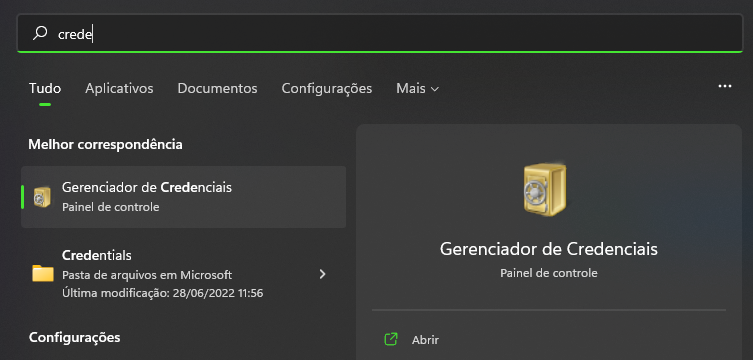 crede
Tudo Aplicativos Documentos Configurações Mais
Melhor correspondência
Gerenciador de Credenciais
Painel de controle
Credentials
Pasta de arquivos em Microsoft
Última modificação: 28/06/2022 11:56
Configurações
Gerenciador de Credenciais
Painel de controle
Abrir